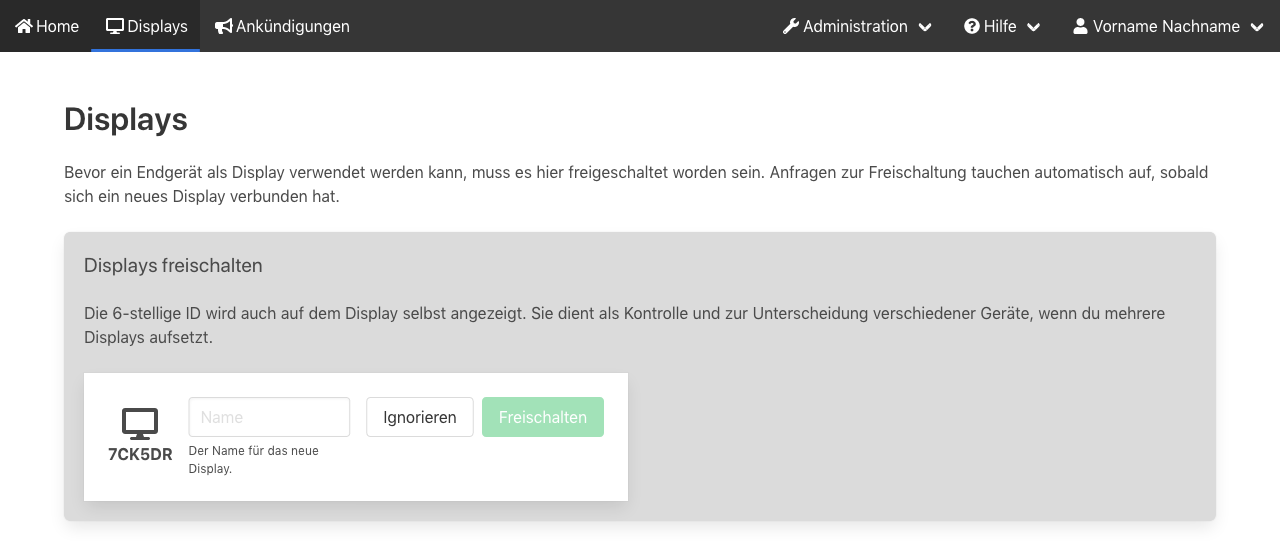 Home Displays Ankündigungen Administration Hilfe Vorname Nachname
Displays
Bevor ein Endgerät als Display verwendet werden kann, muss es hier freigeschaltet worden sein. Anfragen zur Freischaltung tauchen automatisch auf, sobald
sich ein neues Display verbunden hat.
Displays freischalten
Die 6-stellige ID wird auch auf dem Display selbst angezeigt. Sie dient als Kontrolle und zur Unterscheidung verschiedener Geräte, wenn du mehrere
Displays aufsetzt.
Name Ignorieren Freischalten
7CK5DR
Der Name für das neue
Display.